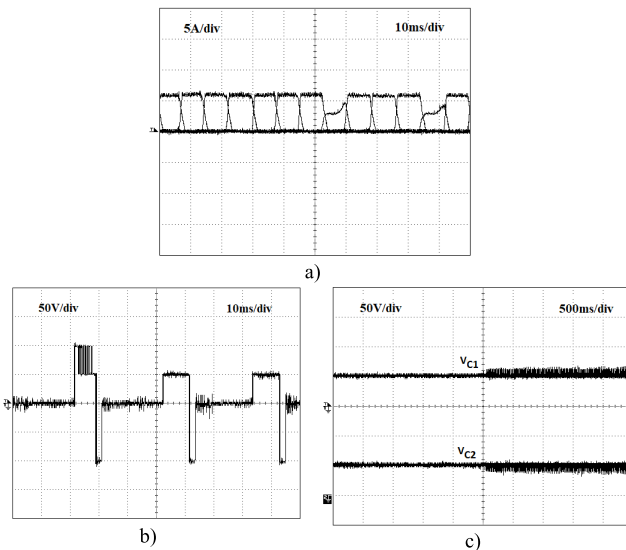 5A/div 10ms/div
a)
50V/div 10ms/div
50V/div 500ms/div
VC1
VC2
b)
c)